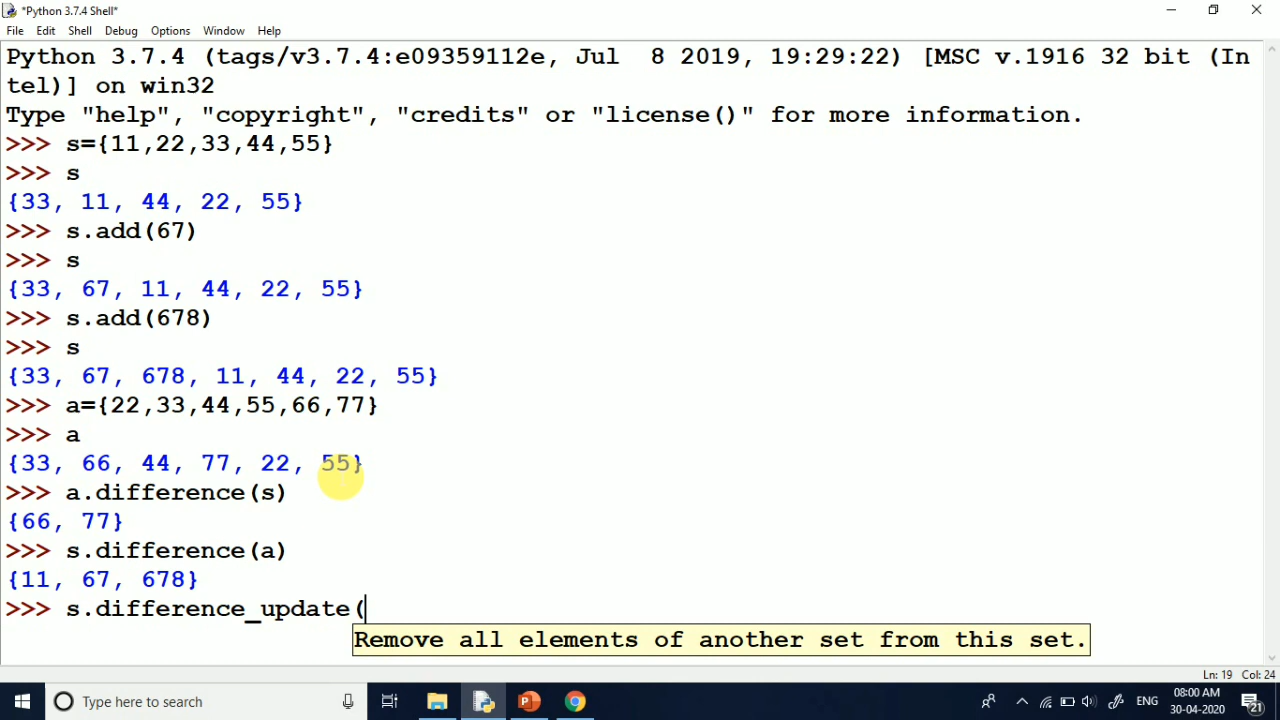 *Python 3.7.4 Shell*
File Edit Shell Debug Options Window Help
Python 3.7.4 (tags/v3.7.4:e09359112e, Jul  8 2019, 19:29:22) [MSC v.1916 32 bit (In
tel)] on win32
Type "help", "copyright", "credits" or "license()" for more information.
>>> s={11,22,33,44,55}
>>> s
{33, 11, 44, 22, 55}
>>> s.add(67)
>>> s
{33, 67, 11, 44, 22, 55}
>>> s.add(678)
>>> s
{33, 67, 678, 11, 44, 22, 55}
>>> a={22,33,44,55,66,77}
>>> a
{33, 66, 44, 77, 22, 55}
>>> a.difference(s)
{66, 77}
>>> s.difference(a)
{11, 67, 678}
>>> s.difference_update(
Remove all elements of another set from this set.
Ln: 19 Col: 24
Type here to search
ENG
08:00 AM
30-04-2020
21